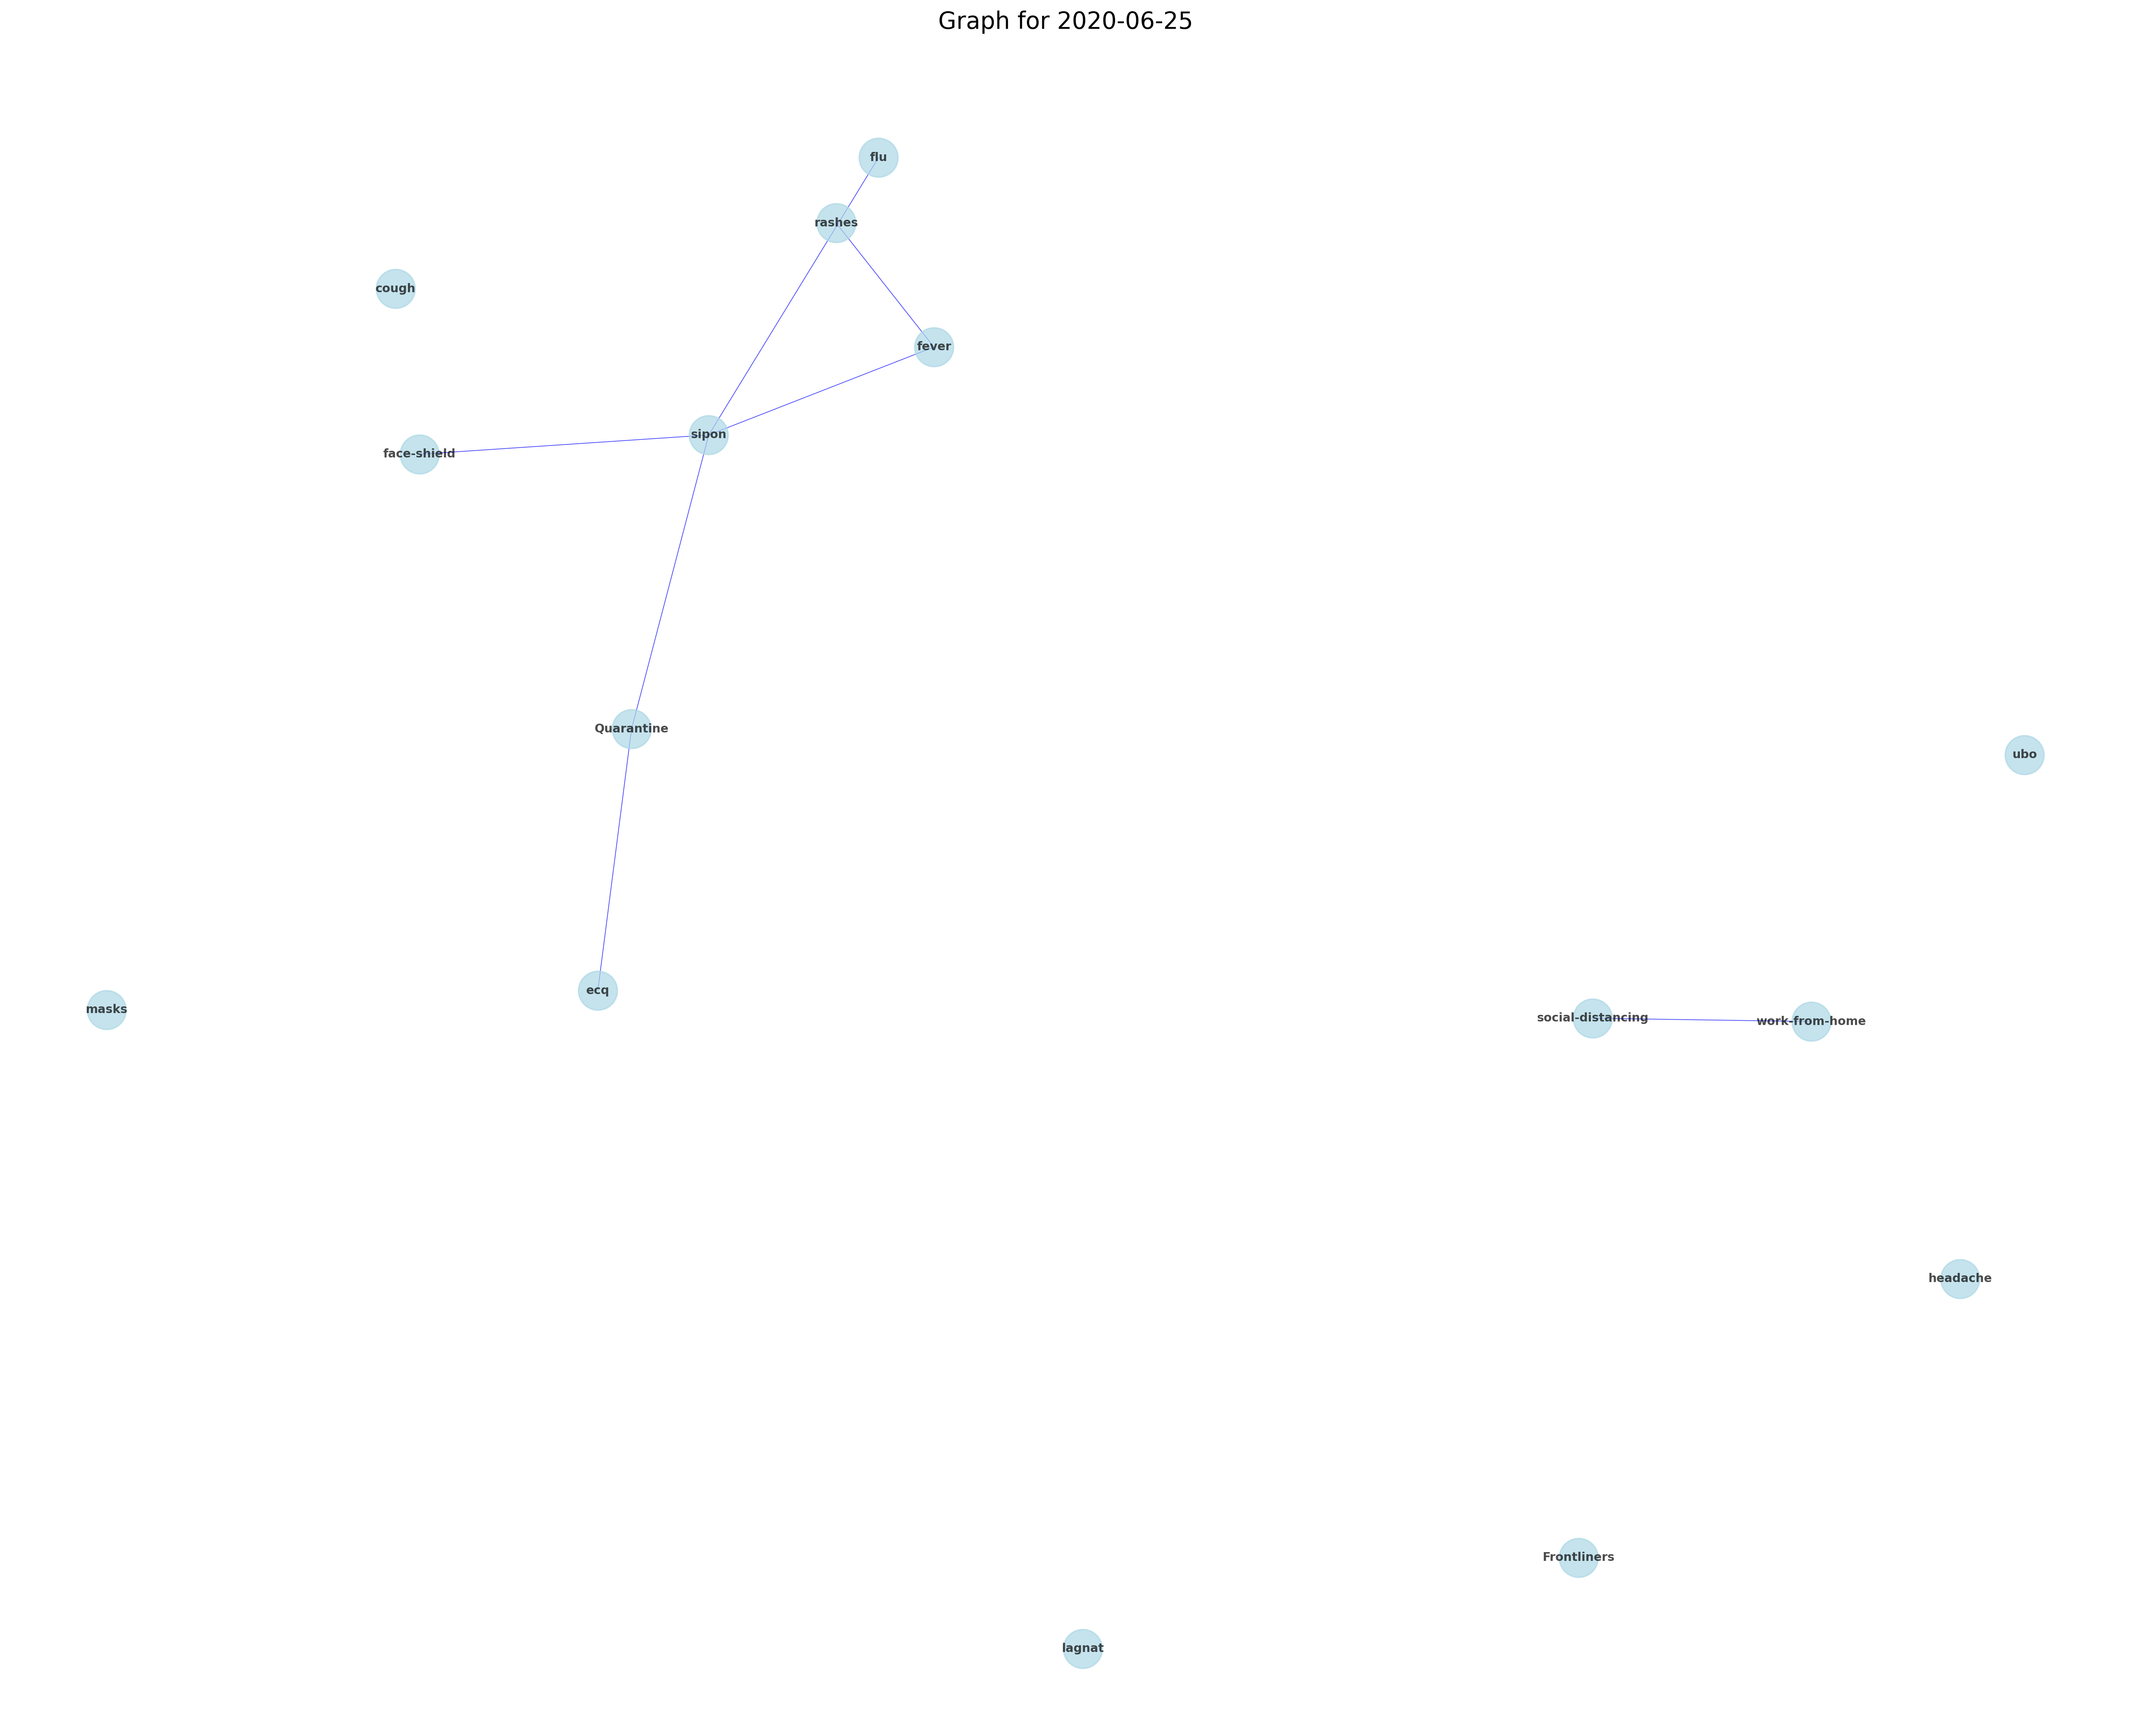 Graph for 2020-06-25
flu
rashes
cough
fever
sipon
face-shield
Quarantine
ubo
ecq
masks
social-distancing
work-from-home
headache
Frontliners
lagnat